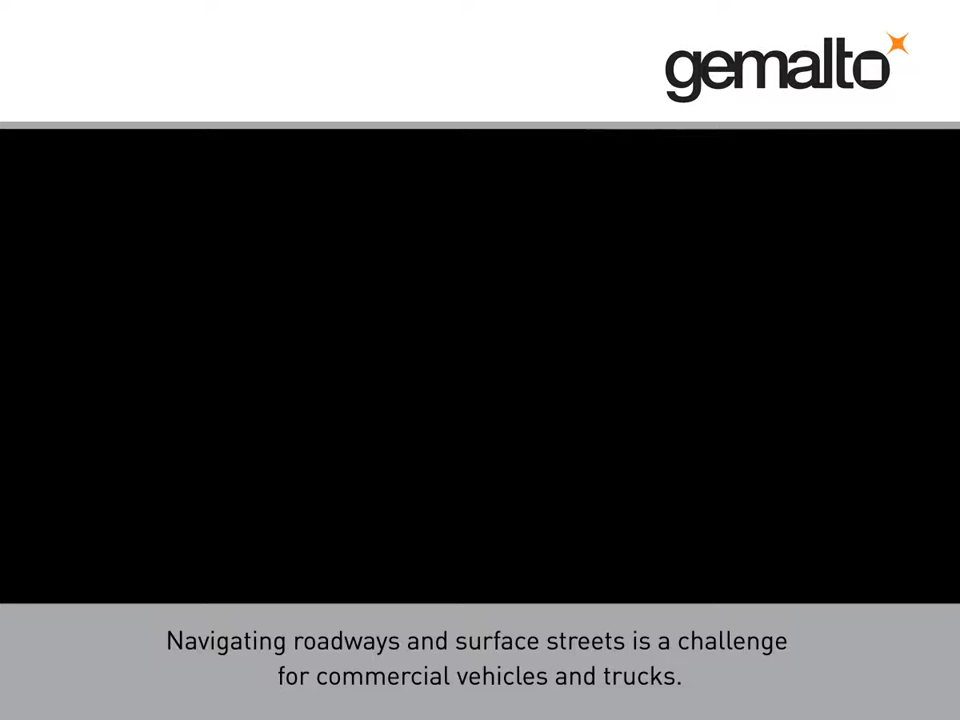 gemalto
Navigating roadways and surface streets is a challenge
for commercial vehicles and trucks.